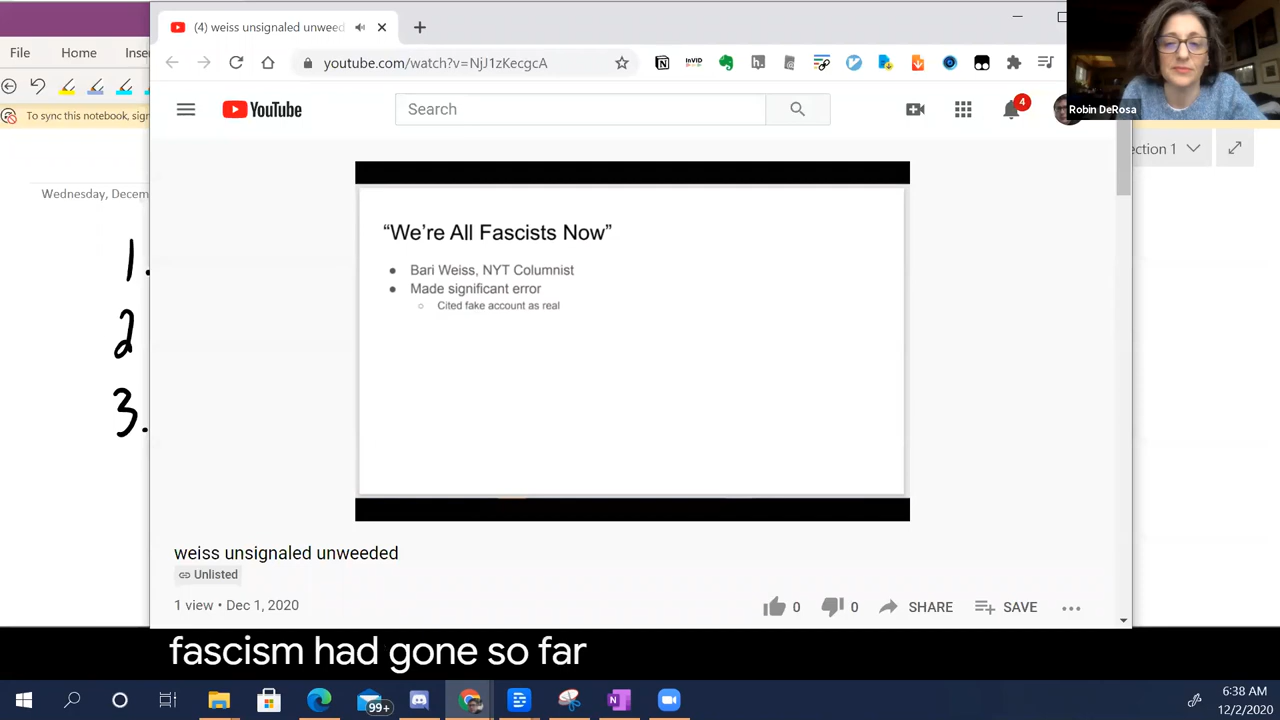 (4) weiss unsignaled unweed
File
Home
Inser
youtube.com/watch?v=NjJ1zKecgcA
InVID
YouTube
Search
4
Robin DeRosa
To sync this notebook, sign
ection 1
Wednesday, Decem
1.
2
3.
“We’re All Fascists Now”
Bari Weiss, NYT Columnist
Made significant error
Cited fake account as real
weiss unsignaled unweeded
Unlisted
1 view • Dec 1, 2020
0
0
SHARE
SAVE
fascism had gone so far
99+
6:38 AM
12/2/2020